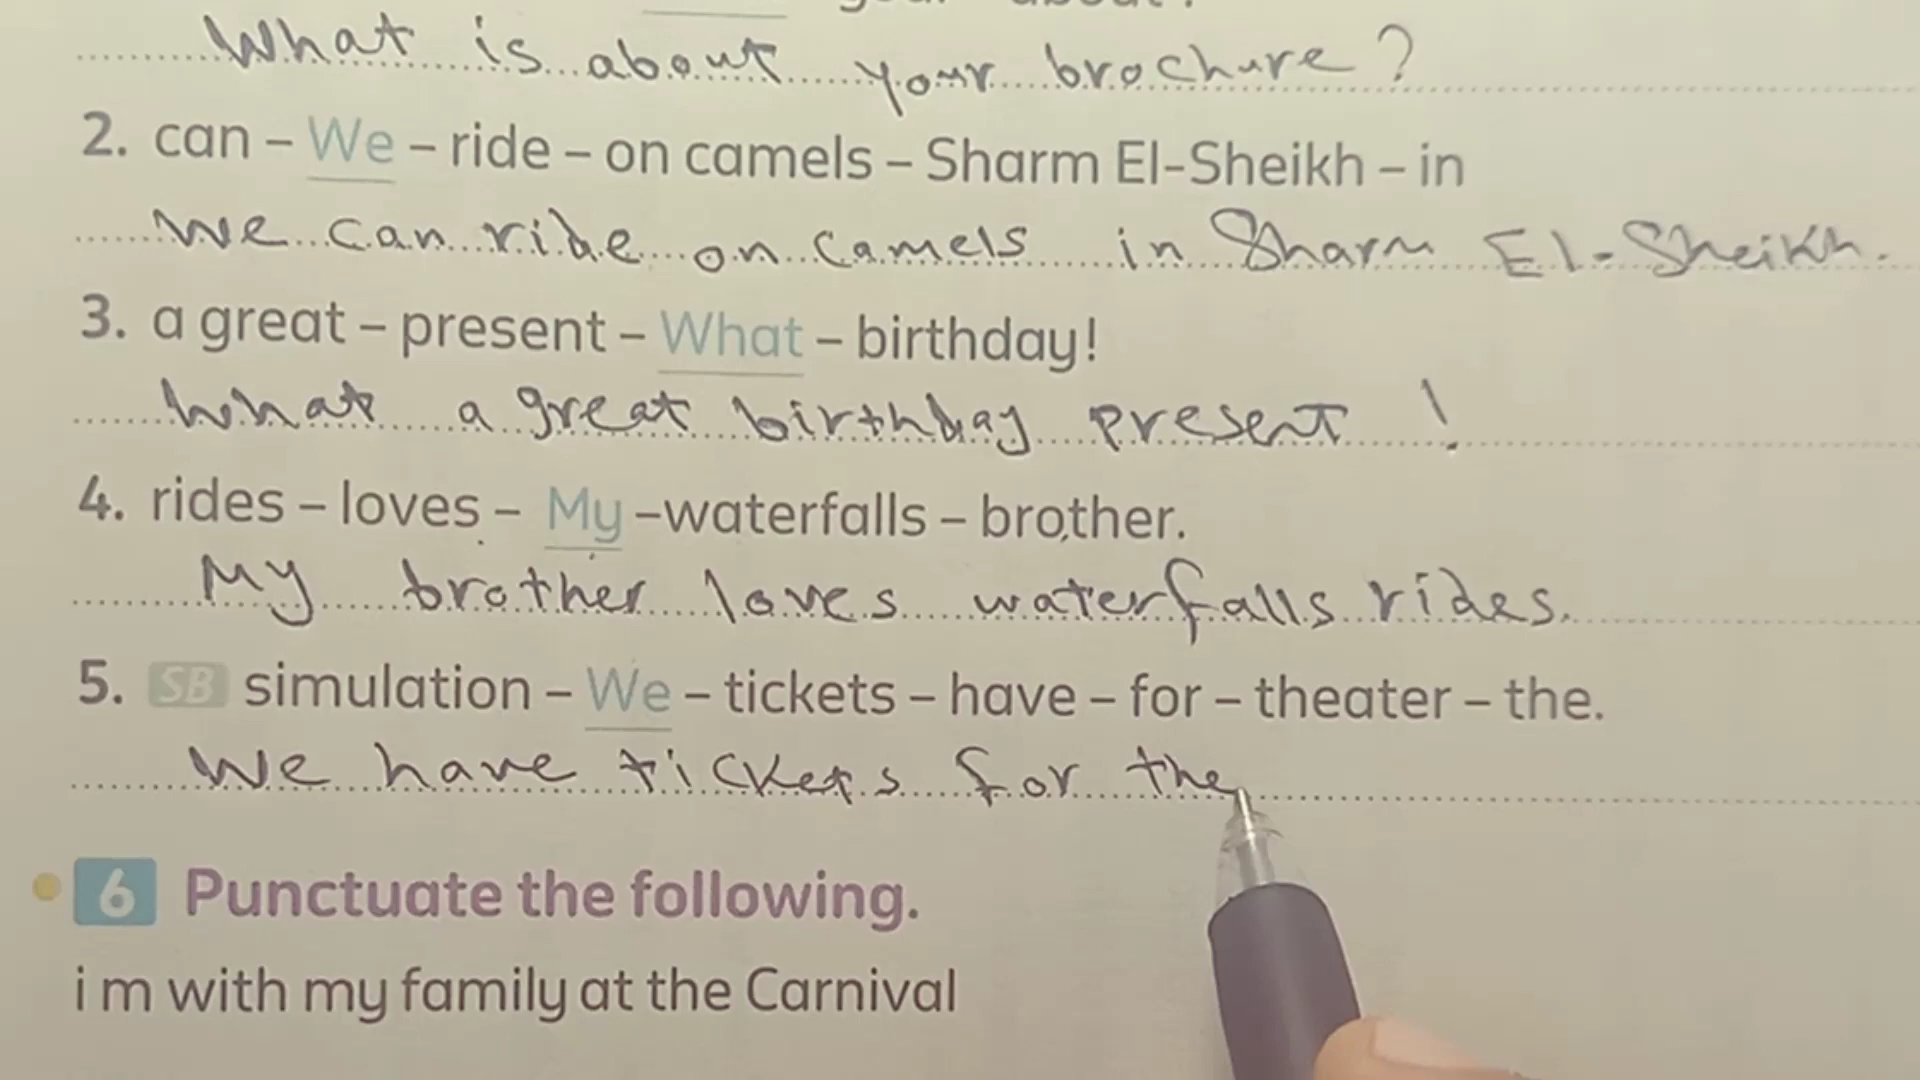 What is about your brochure?
2. can – We – ride – on camels – Sharm El-Sheikh – in
We can ride on camels in Sharm El-Sheikh.
3. a great – present – What – birthday!
What a great birthday present !
4. rides – loves – My –waterfalls – brother.
My brother loves waterfalls rides.
5. SB simulation – We – tickets – have – for – theater – the.
We have tickets for the
6 Punctuate the following.
i m with my family at the Carnival